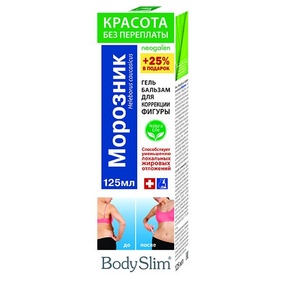 КРАСОТА
БЕЗ ПЕРЕПЛАТЫ
neogalen
+25%
В ПОДАРОК
Морозник
Helleborus caucasicus
125мл
ГЕЛЬ
БАЛЬЗАМ
ДЛЯ
КОРРЕКЦИИ
ФИГУРЫ
Способствует
уменьшению
локальных
жировых
отложений
до
после
BodySlim